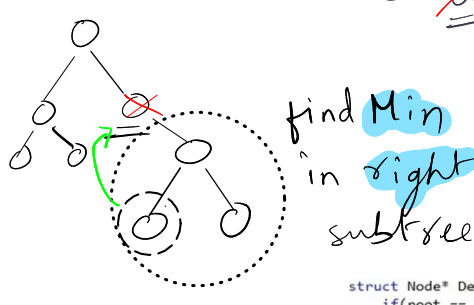 find Min
in right
subtree
struct Node* De
if(root ==